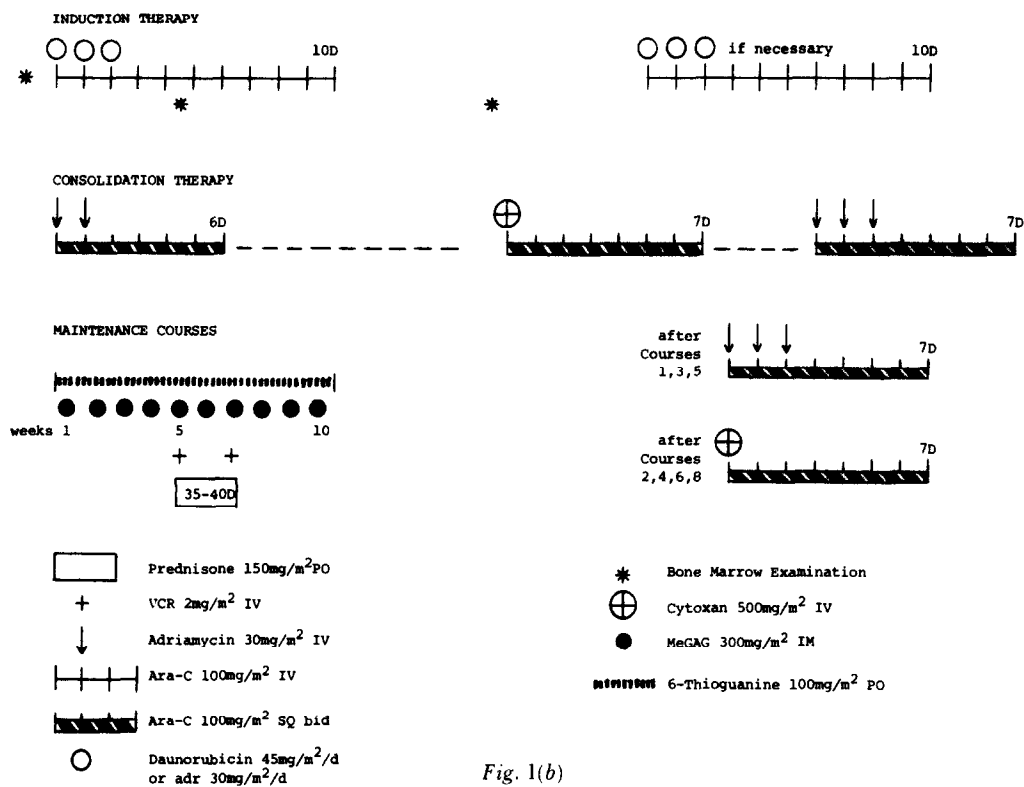 INDUCTION THERAPY
10D
if necessary 10D
CONSOLIDATION THERAPY
6D 7D 7D
MAINTENANCE COURSES
after
Courses
1,3,5
7D
weeks 1 5 10
after
Courses
2,4,6,8
7D
35-40D
Prednisone 150mg/m²PO
VCR 2mg/m² IV
Adriamycin 30mg/m² IV
Ara-C 100mg/m² IV
Ara-C 100mg/m² SQ bid
Daunorubicin 45mg/m²/d
or adr 30mg/m²/d
Bone Marrow Examination
Cytoxan 500mg/m² IV
MeGAG 300mg/m² IM
6-Thioguanine 100mg/m² PO
Fig. 1(b)